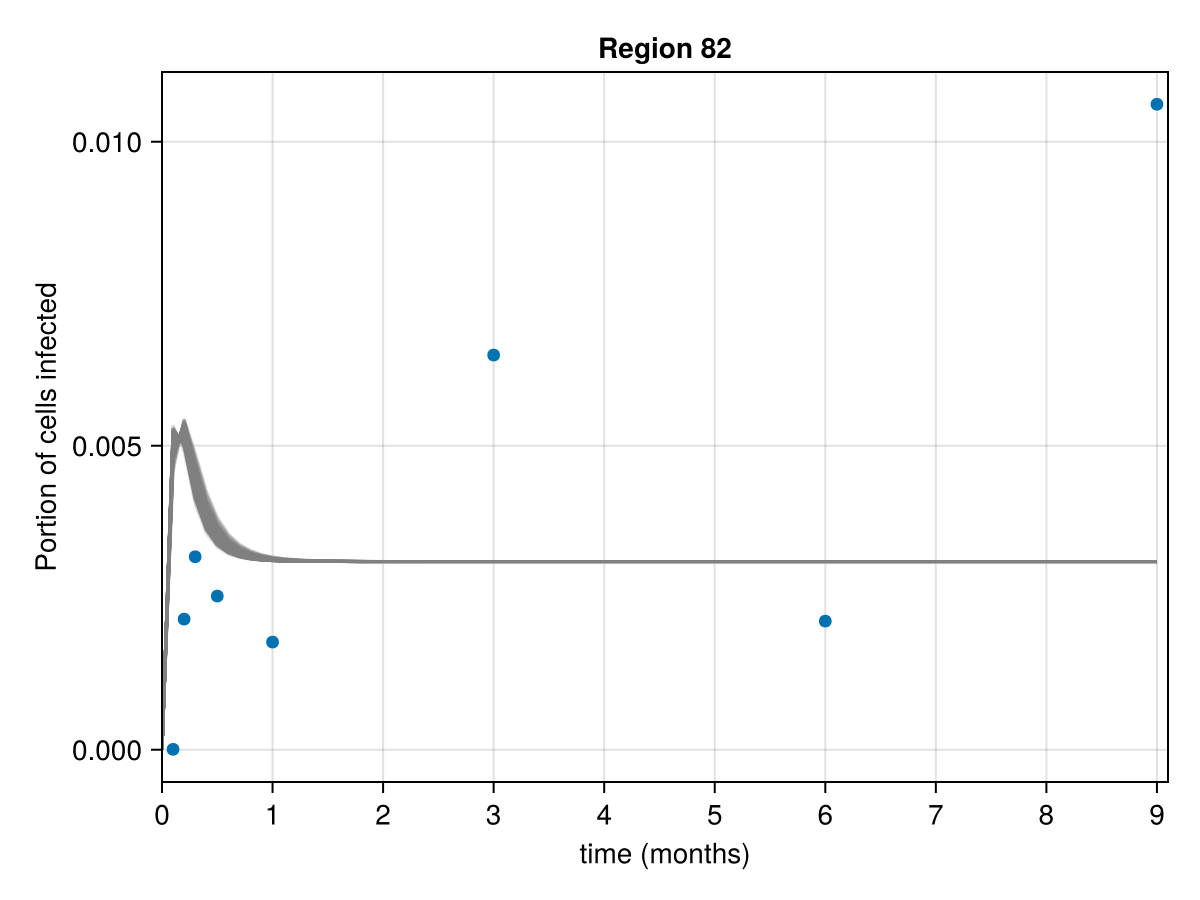 Region 82
0.010
0.005
0.000
Portion of cells infected
0 1 2 3 4 5 6 7 8 9
time (months)